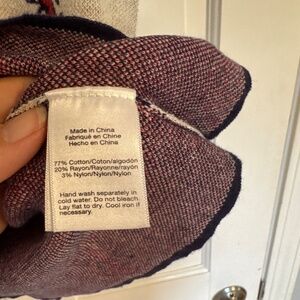 Made in China
Fabriqué en Chine
Hecho en China
77% Cotton/Coton/algodón
20% Rayon/Rayonne/rayón
3% Nylon/Nylon/Nylon
Hand wash separately in
cold water. Do not bleach.
Lay flat to dry. Cool iron if
necessary.